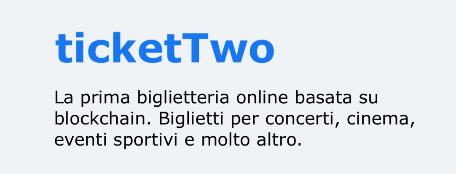 ticketTwo
La prima biglietteria online basata su
blockchain. Biglietti per concerti, cinema,
eventi sportivi e molto altro.